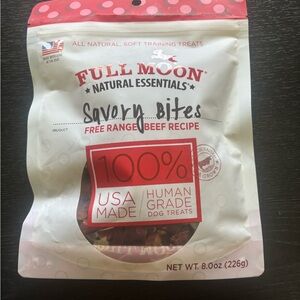 ALL NATURAL, SOFT TRAINING TREATS
FULL MOON
NATURAL ESSENTIALS
Savory Bites
PRODUCT
FREE RANGE BEEF RECIPE
100%
USA MADE
HUMAN GRADE
DOG TREATS
NET WT. 8.0oz (226g)